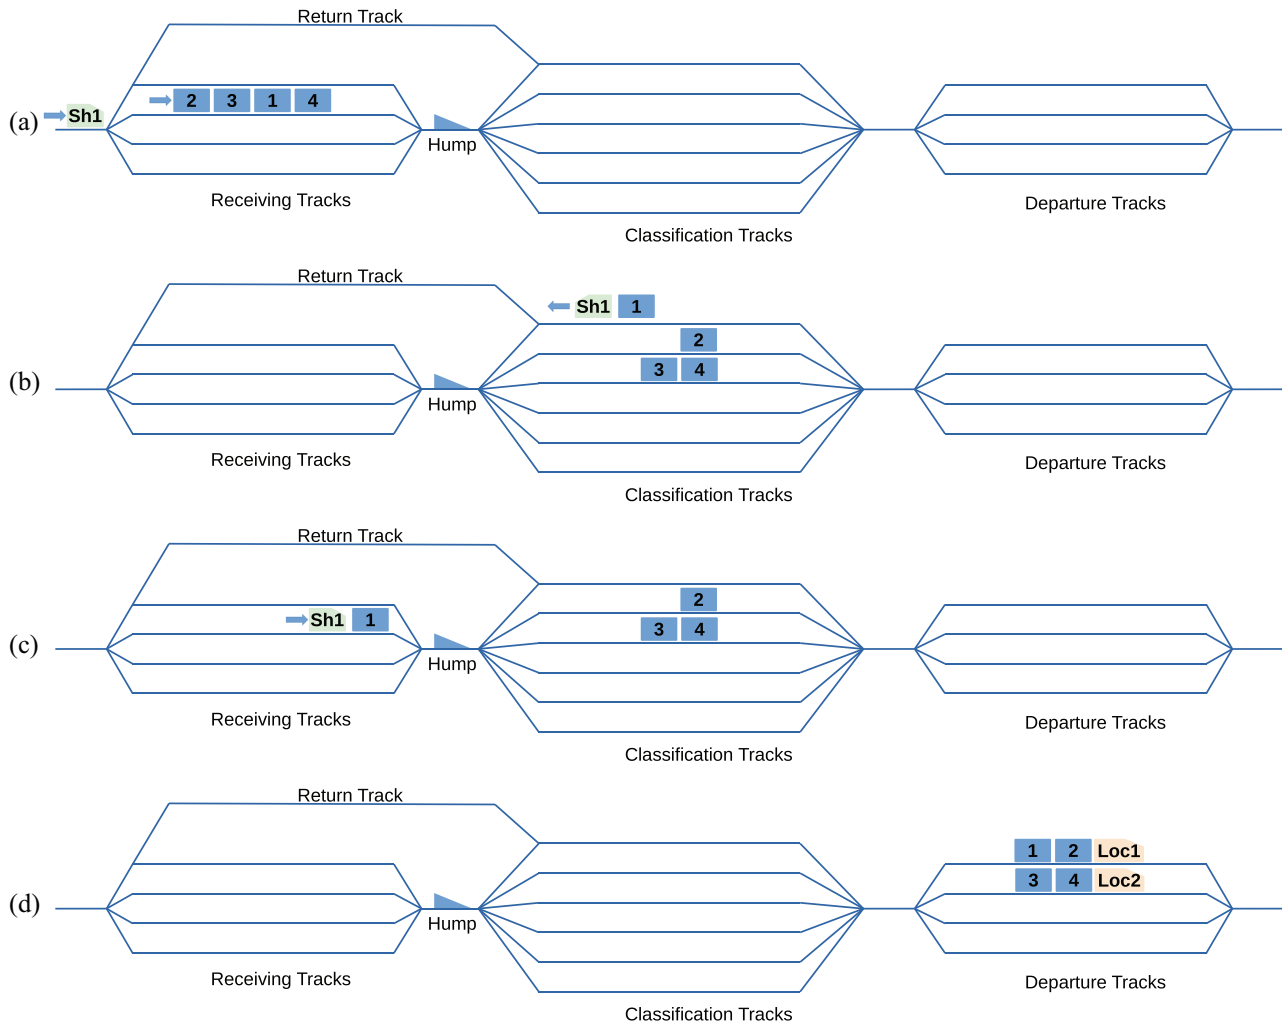 Return Track
2 3 1 4
(a) Sh1
Hump
Receiving Tracks
Departure Tracks
Classification Tracks
Return Track
Sh1 1
2
3 4
(b)
Hump
Receiving Tracks
Departure Tracks
Classification Tracks
Return Track
2
Sh1 1
3 4
(c)
Hump
Receiving Tracks
Departure Tracks
Classification Tracks
Return Track
1 2 Loc1
3 4 Loc2
(d)
Hump
Receiving Tracks
Departure Tracks
Classification Tracks